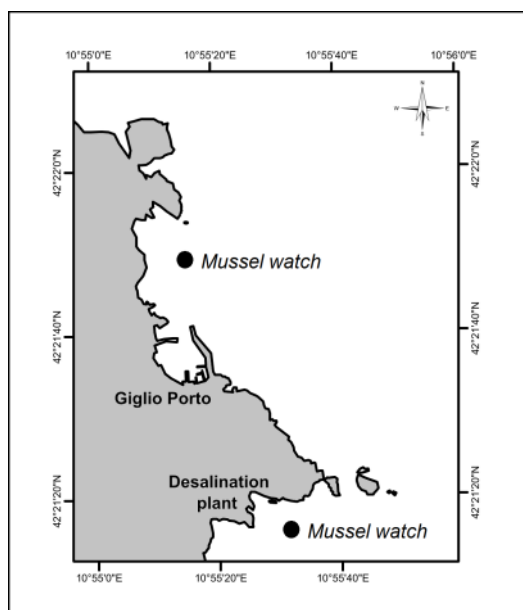 10°55'0"E 10°55'20"E 10°55'40"E 10°56'0"E
N
W E
S
42°22'0"N 42°22'0"N
Mussel watch
42°21'40"N 42°21'40"N
Giglio Porto
Desalination
plant
42°21'20"N 42°21'20"N
Mussel watch
10°55'0"E 10°55'20"E 10°55'40"E